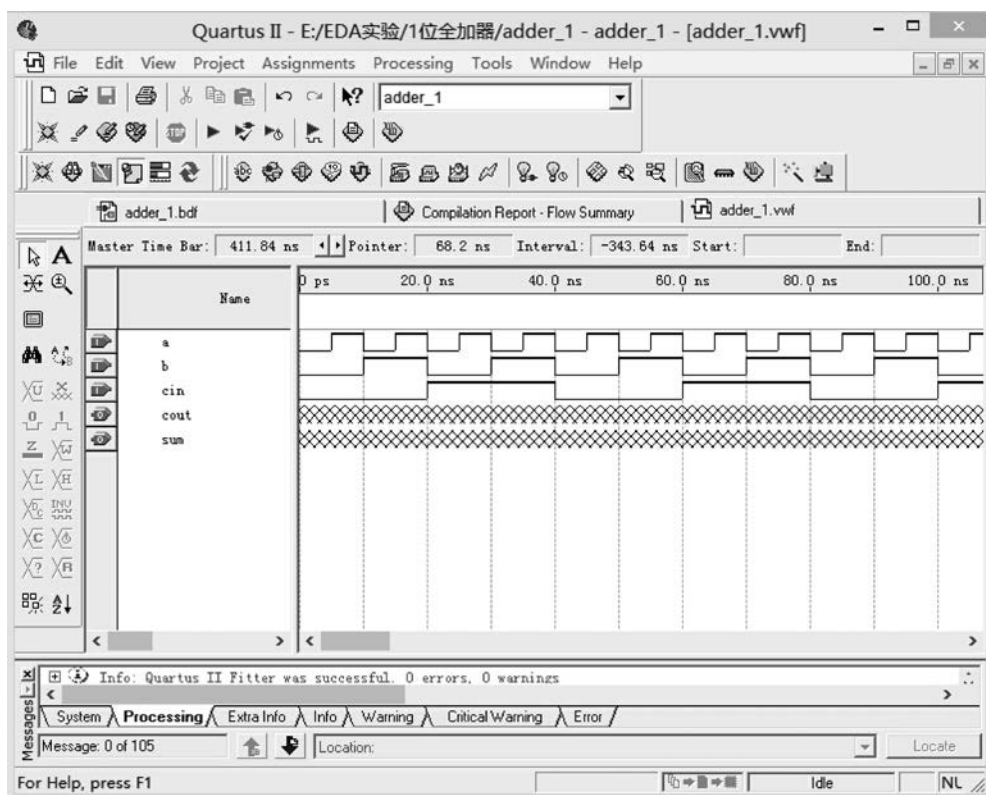 Quartus II - E:/EDA实验/1位全加器/adder_1 - adder_1 - [adder_1.vwf]
File Edit View Project Assignments Processing Tools Window Help
adder_1
adder_1.bdf
Compilation Report - Flow Summary
adder_1.vwf
Master Time Bar: 411.84 ns Pointer: 68.2 ns Interval: -343.64 ns Start: End:
Name
0 ps 20.0 ns 40.0 ns 60.0 ns 80.0 ns 100.0 ns
a
b
cin
cout
sum
Info: Quartus II Fitter was successful. 0 errors, 0 warnings
System Processing Extra Info Info Warning Critical Warning Error
Messages
Message: 0 of 105 Location: Locate
For Help, press F1 Idle NL